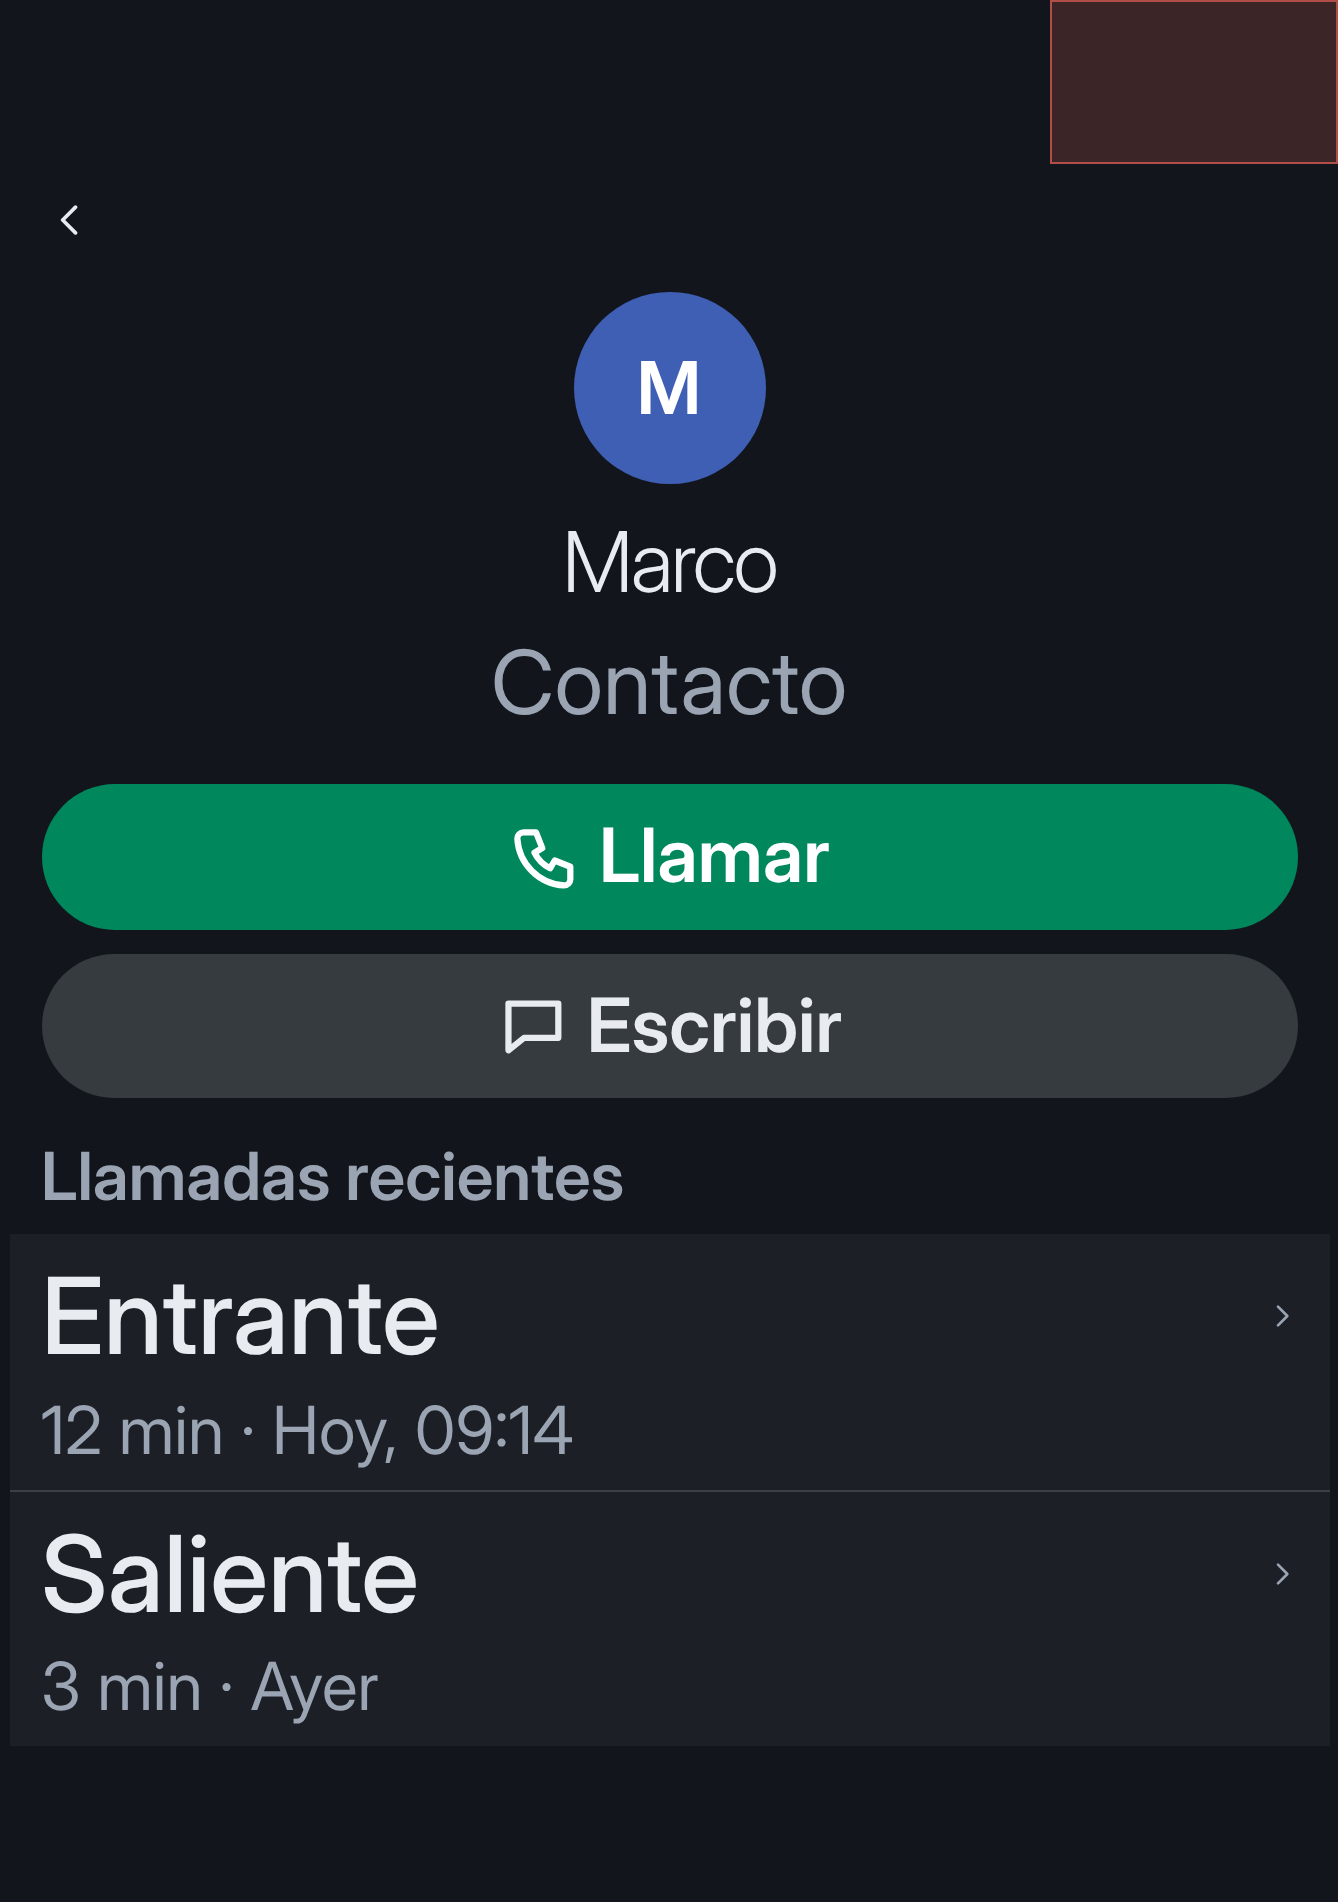 M
Marco
Contacto
Llamar
Escribir
Llamadas recientes
Entrante
12 min · Hoy, 09:14
Saliente
3 min · Ayer